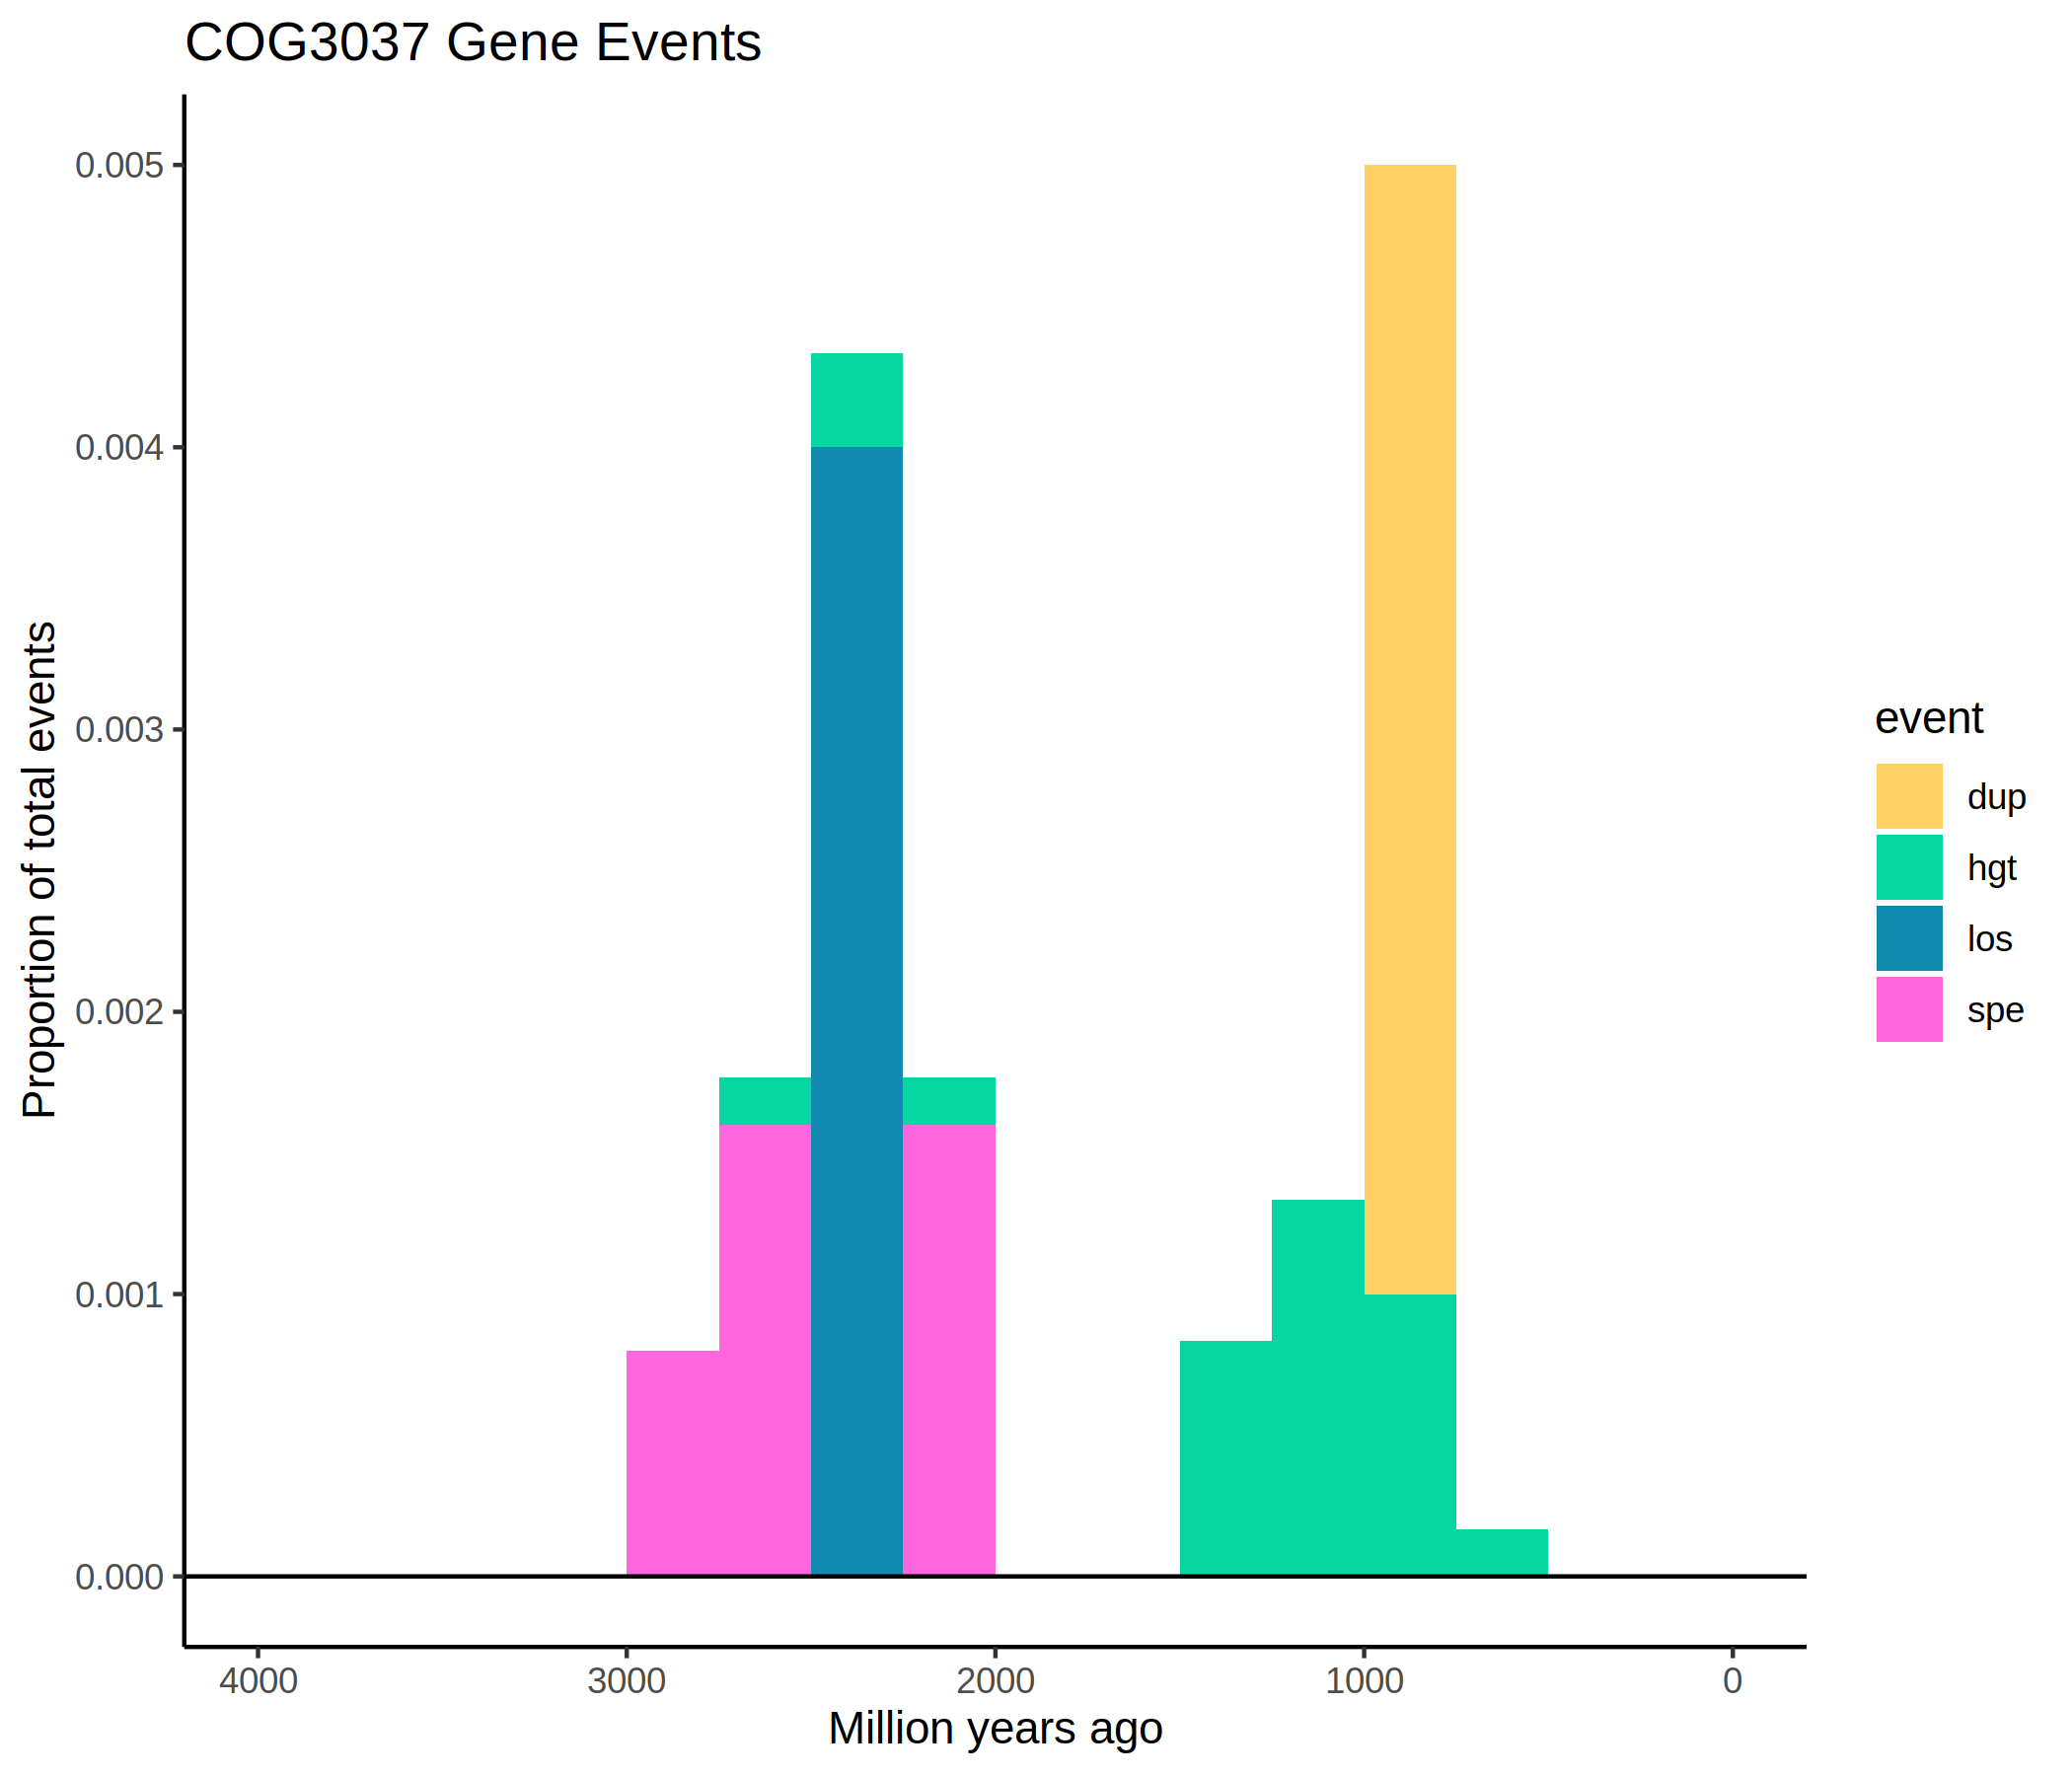 COG3037 Gene Events
Proportion of total events
0.005
0.004
0.003
0.002
0.001
0.000
4000 3000 2000 1000 0
Million years ago
event
dup
hgt
los
spe